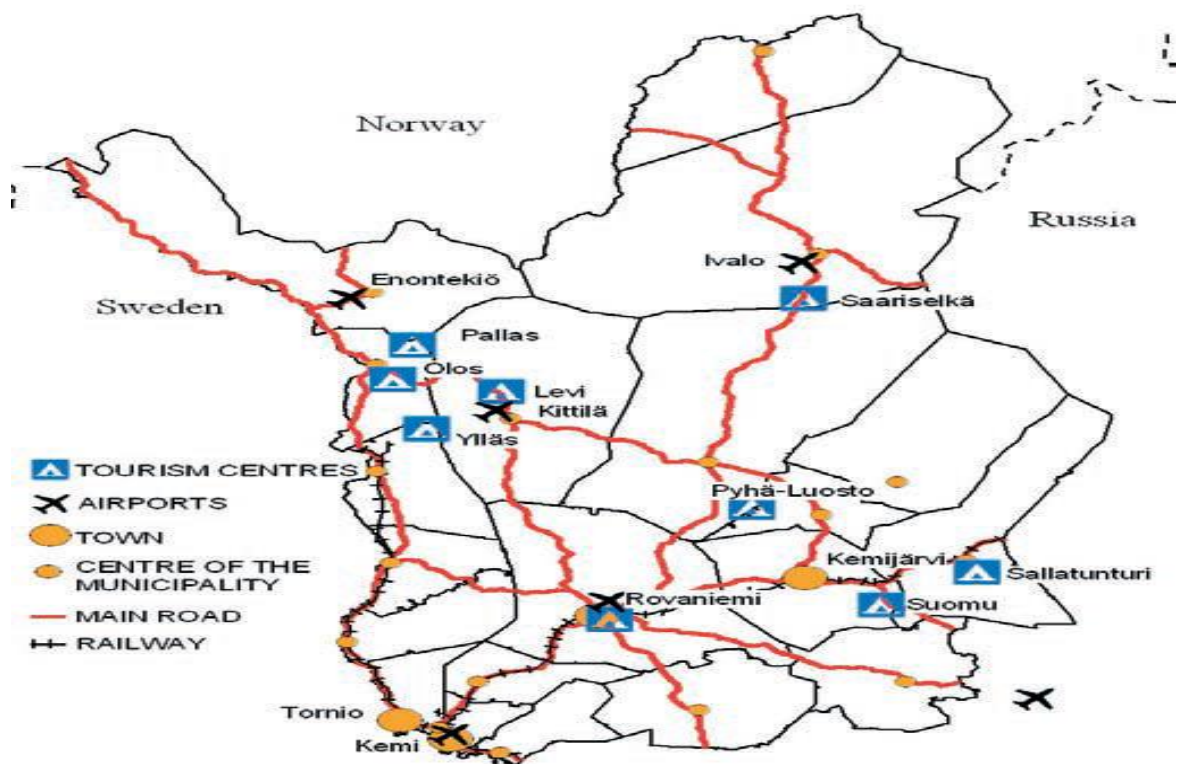 Norway
Russia
Ivalo
Enontekiö
Sweden
Saariselkä
Pallas
Olos
Levi
Kittilä
Ylläs
TOURISM CENTRES
AIRPORTS
TOWN
CENTRE OF THE
MUNICIPALITY
MAIN ROAD
RAILWAY
Pyhä-Luosto
Kemijärvi
Sallatunturi
Rovaniemi
Suomu
Tornio
Kemi